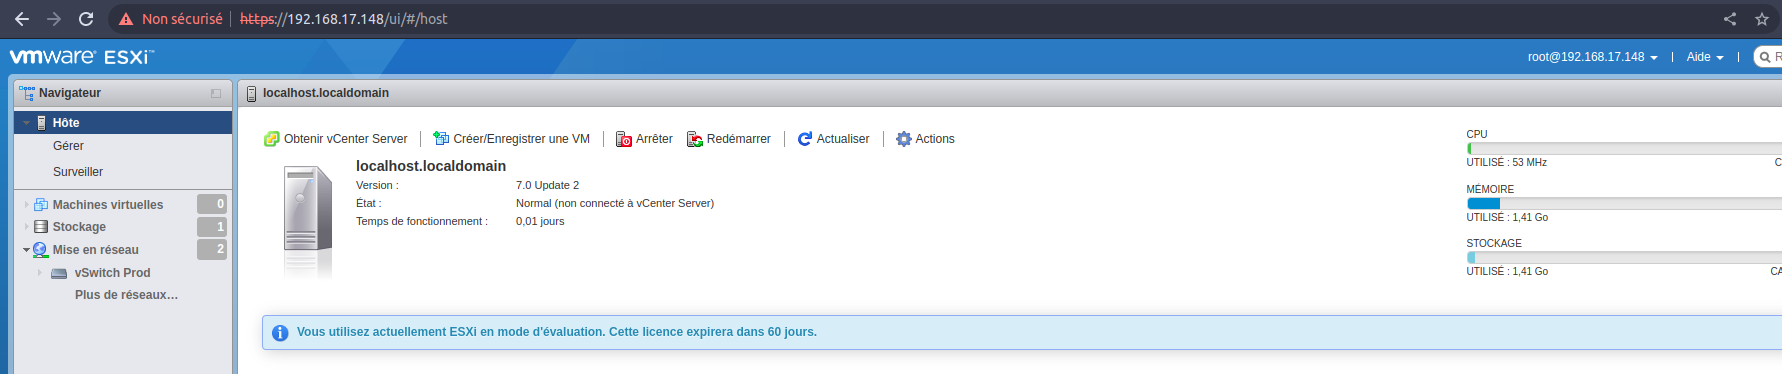 Non sécurisé https://192.168.17.148/ui/#/host
vmware® ESXi™ root@192.168.17.148 Aide R
Navigateur
localhost.localdomain
Hôte
Gérer
Surveiller
Machines virtuelles 0
Stockage 1
Mise en réseau 2
vSwitch Prod
Plus de réseaux…
Obtenir vCenter Server Créer/Enregistrer une VM Arrêter Redémarrer Actualiser Actions
localhost.localdomain
Version : 7.0 Update 2
État : Normal (non connecté à vCenter Server)
Temps de fonctionnement : 0,01 jours
CPU
UTILISÉ : 53 MHz C
MÉMOIRE
UTILISÉ : 1,41 Go
STOCKAGE
UTILISÉ : 1,41 Go CA
Vous utilisez actuellement ESXi en mode d'évaluation. Cette licence expirera dans 60 jours.